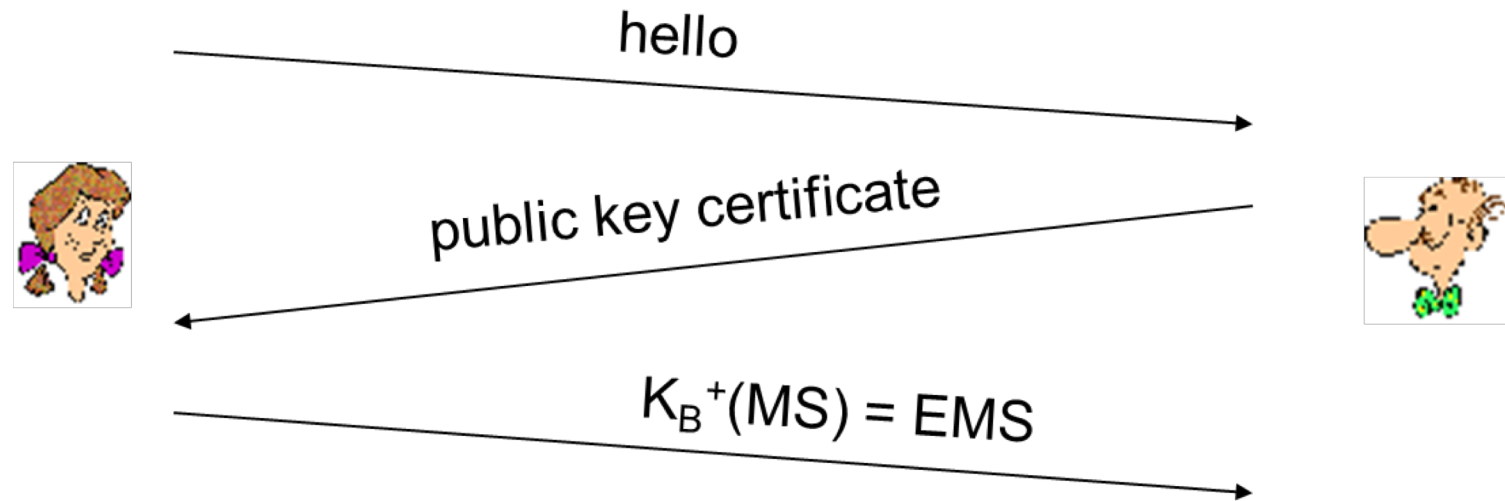 hello
public key certificate
K_B^+(MS) = EMS